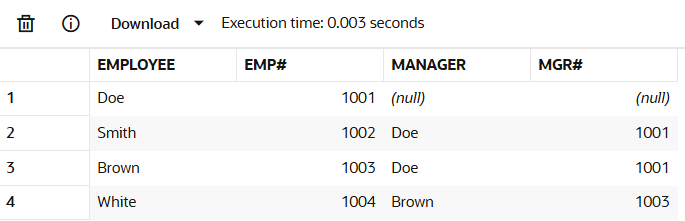 Download Execution time: 0.003 seconds
EMPLOYEE EMP# MANAGER MGR#
1 Doe 1001 (null) (null)
2 Smith 1002 Doe 1001
3 Brown 1003 Doe 1001
4 White 1004 Brown 1003